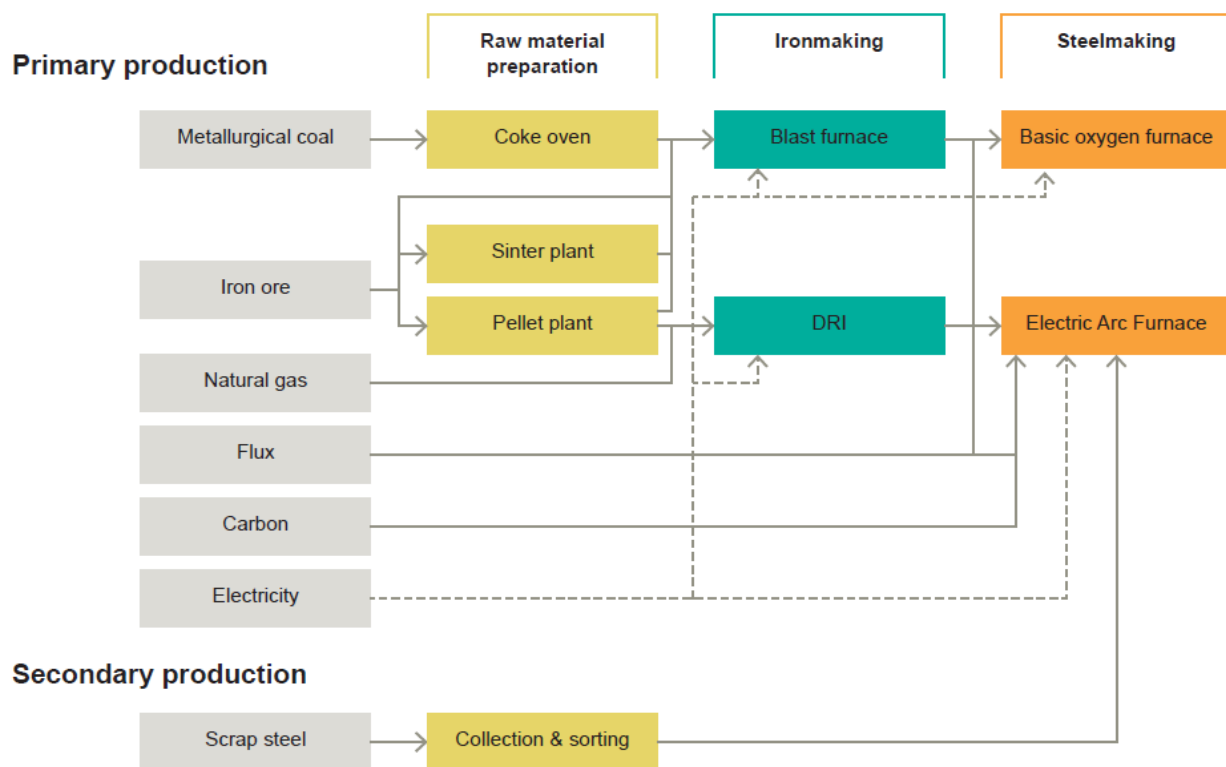 Raw material
preparation
Ironmaking
Steelmaking
Primary production
Metallurgical coal
Coke oven
Blast furnace
Basic oxygen furnace
Sinter plant
Iron ore
Pellet plant
DRI
Electric Arc Furnace
Natural gas
Flux
Carbon
Electricity
Secondary production
Scrap steel
Collection & sorting